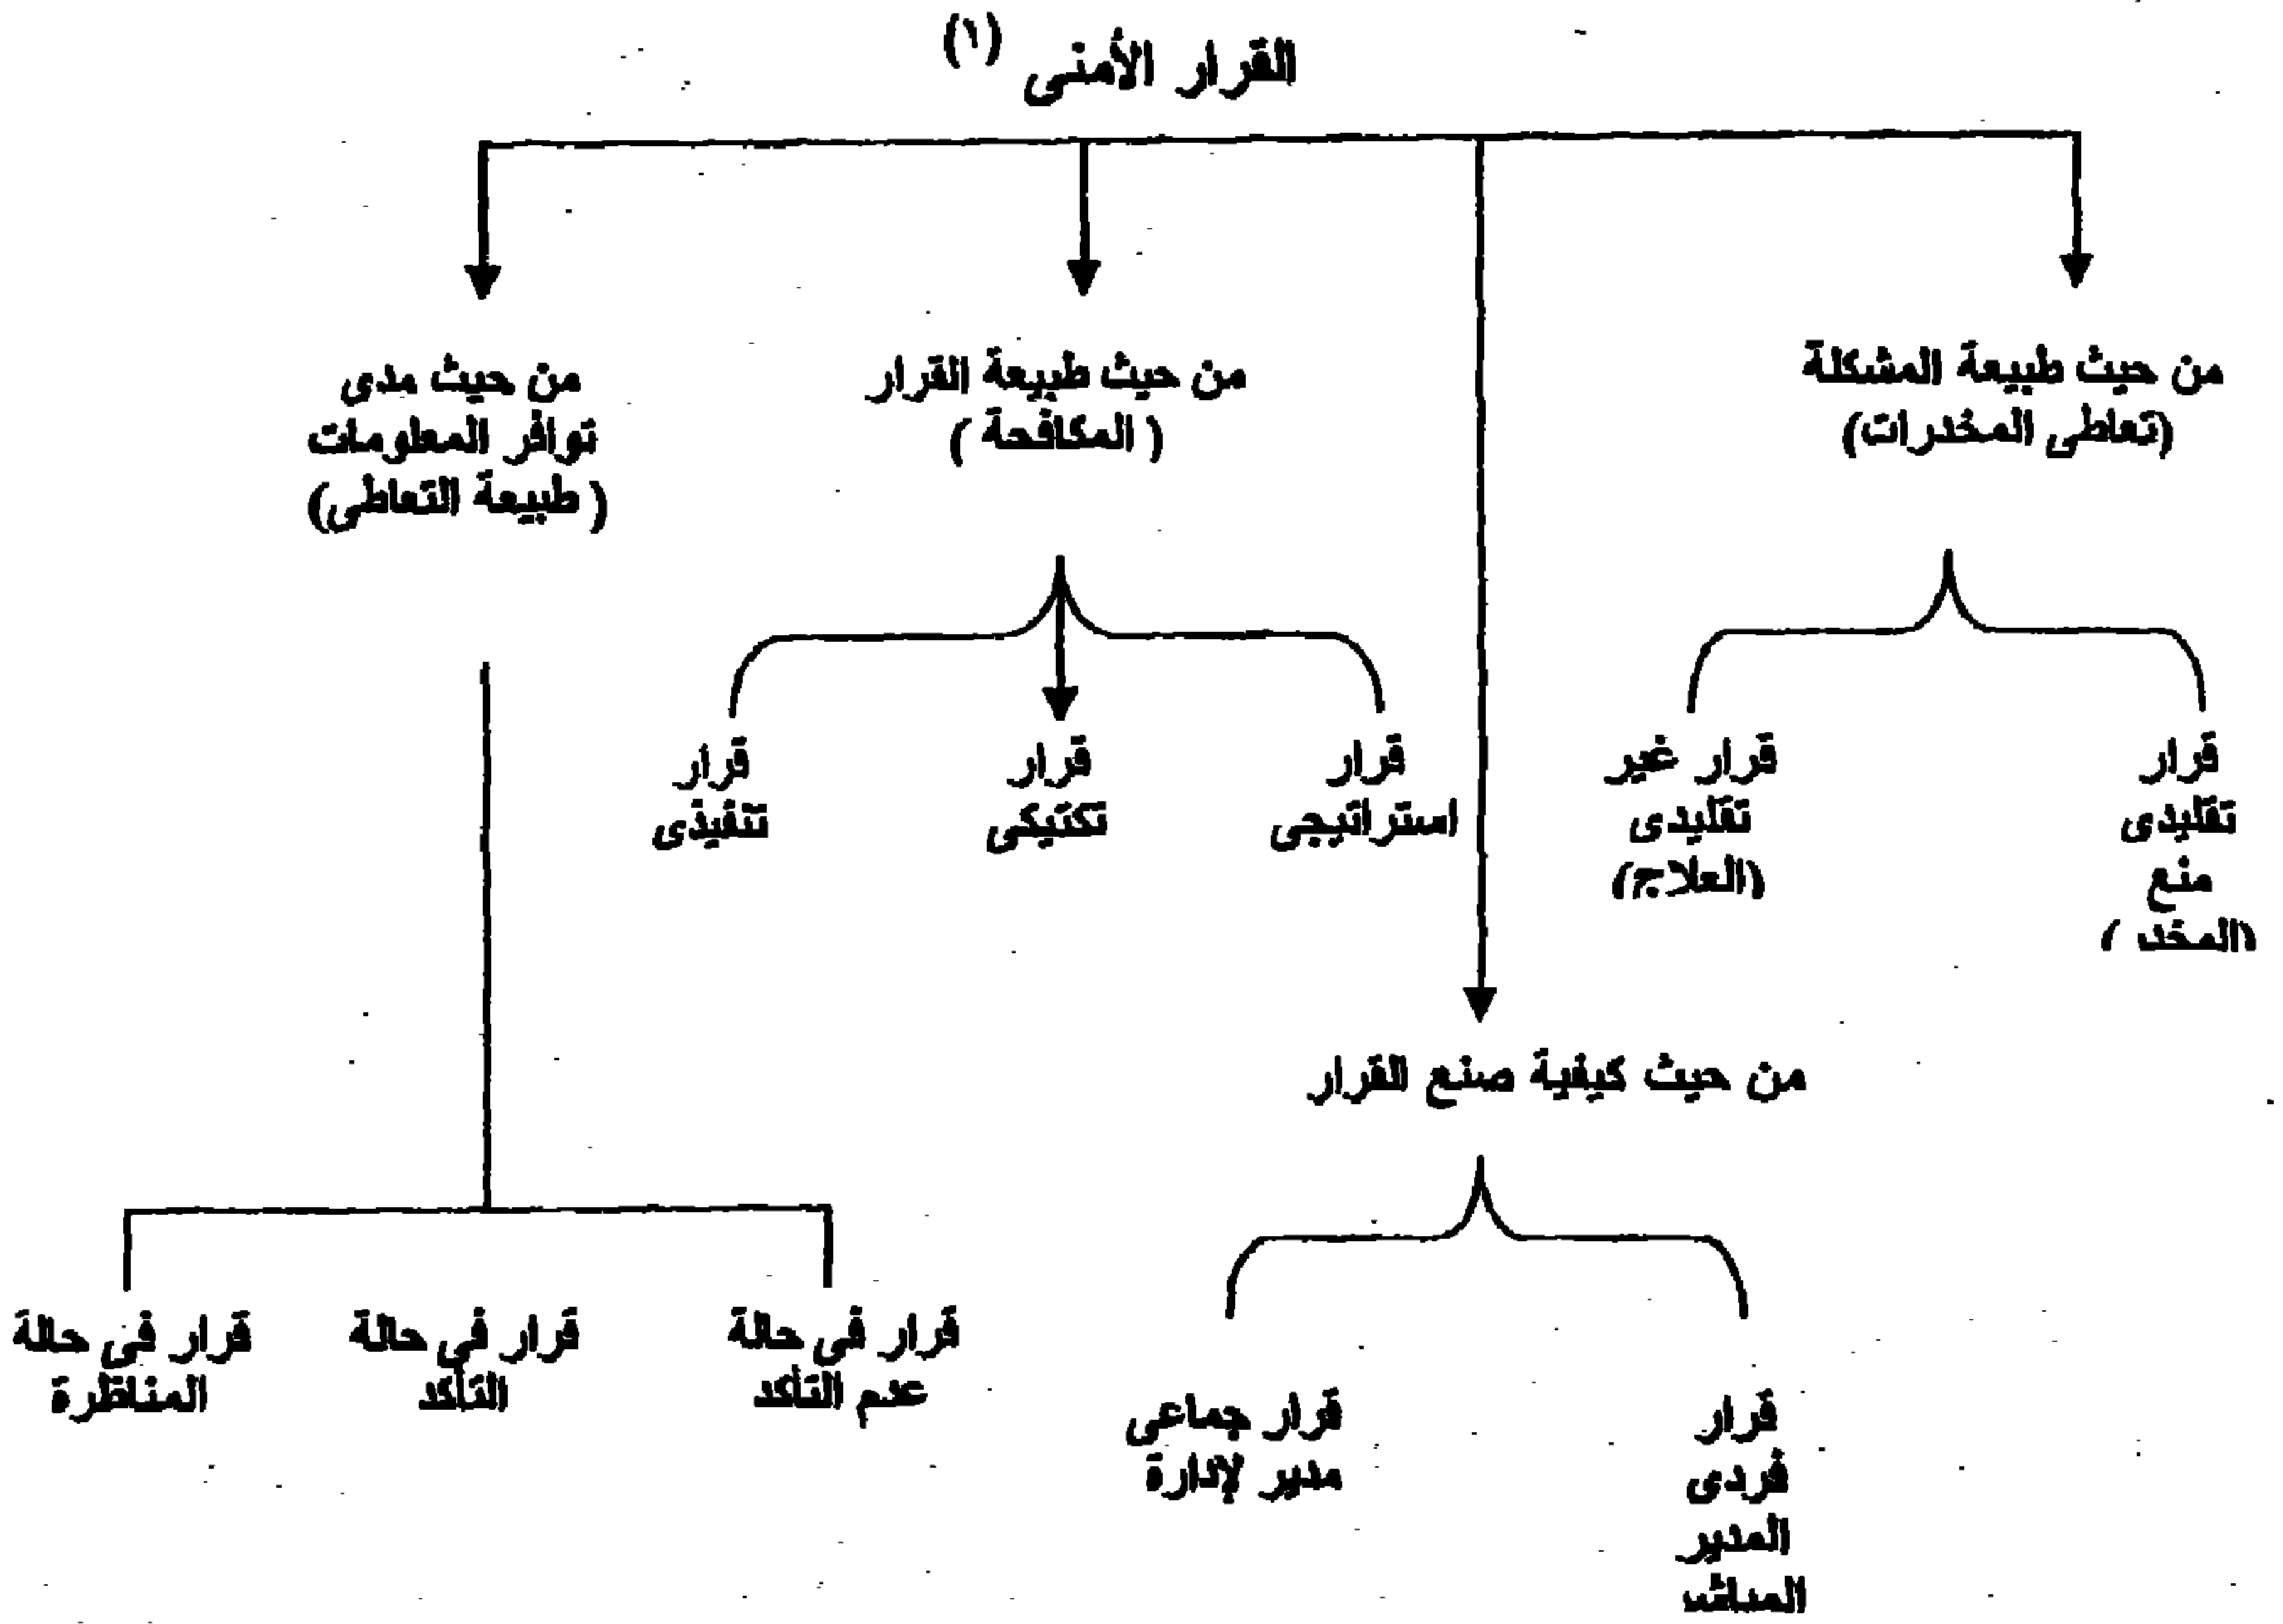 القرار الأمنى (١)
من حيث طبيعة المشكلة
(تعاطى المخدرات)
من حيث طبيعة القرار
( المكافحة )
من حيث مدى
توافر المعلومات
( طبيعة التعاطى)
قرار
تقليدى
منع
(المخد )
قرار غير
تقليدى
(العلاج)
قرار
استراتيجى
قرار
تكتيكى
قرار
تنفيذى
من حيث كيفية صنع القرار
قرار
فردى
المدير
المباشر
قرار جماعى
مدير لإدارة
قرار فى حالة
عدم التأكد
قرار فى حالة
التأكد
قرار فى حالة
المناظرة